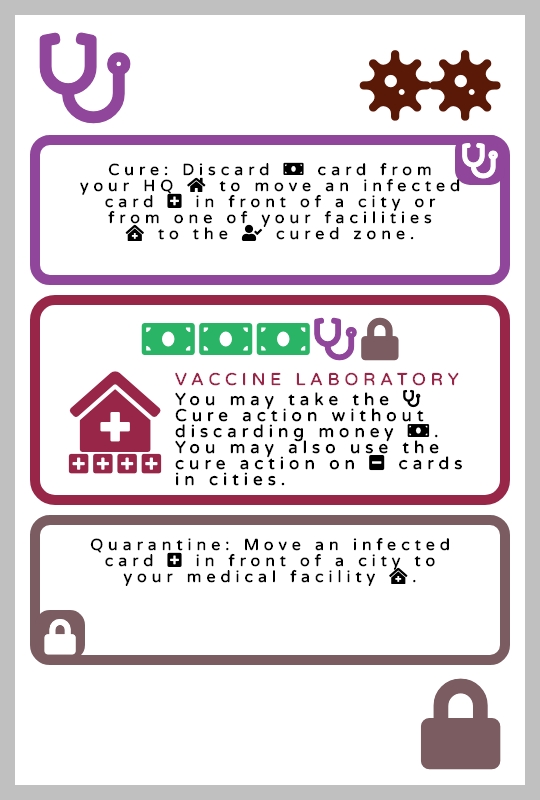 Cure: Discard card from
your HQ to move an infected
card in front of a city or
from one of your facilities
to the cured zone.
VACCINE LABORATORY
You may take the
Cure action without
discarding money .
You may also use the
cure action on cards
in cities.
Quarantine: Move an infected
card in front of a city to
your medical facility .